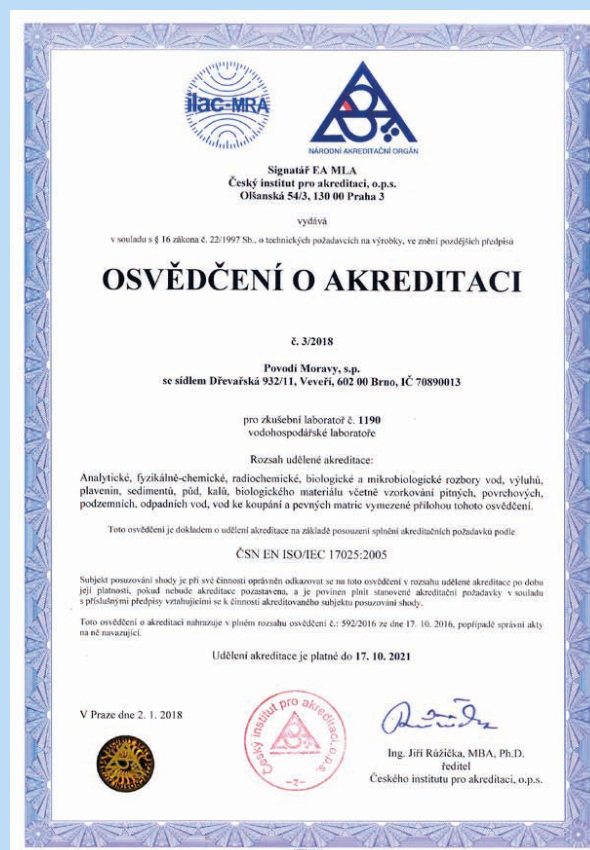 ilac-MRA
NÁRODNÍ AKREDITAČNÍ ORGÁN
Signatář EA MLA
Český institut pro akreditaci, o.p.s.
Olšanská 54/3, 130 00 Praha 3
vydává
v souladu s § 16 zákona č. 22/1997 Sb., o technických požadavcích na výrobky, ve znění pozdějších předpisů
OSVĚDČENÍ O AKREDITACI
č. 3/2018
Povodí Moravy, s.p.
se sídlem Dřevařská 932/11, Veveří, 602 00 Brno, IČ 70890013
pro zkušební laboratoř č. 1190
vodohospodářské laboratoře
Rozsah udělené akreditace:
Analytické, fyzikálně-chemické, radiochemické, biologické a mikrobiologické rozbory vod, výluhů,
plavenin, sedimentů, půd, kalů, biologického materiálu včetně vzorkování pitných, povrchových,
podzemních, odpadních vod, vod ke koupání a pevných matric vymezené přílohou tohoto osvědčení.
Toto osvědčení je dokladem o udělení akreditace na základě posouzení splnění akreditačních požadavků podle
ČSN EN ISO/IEC 17025:2005
Subjekt posuzování shody je při své činnosti oprávněn odkazovat se na toto osvědčení v rozsahu udělené akreditace po dobu
její platnosti, pokud nebude akreditace pozastavena, a je povinen plnit stanovené akreditační požadavky v souladu
s příslušnými předpisy vztahujícími se k činnosti akreditovaného subjektu posuzování shody.
Toto osvědčení o akreditaci nahrazuje v plném rozsahu osvědčení č.: 592/2016 ze dne 17. 10. 2016, popřípadě správní akty
na ně navazující.
Udělení akreditace je platné do 17. 10. 2021
V Praze dne 2. 1. 2018
Český institut pro akreditaci, o.p.s.
-2-
Ing. Jiří Růžička, MBA, Ph.D.
ředitel
Českého institutu pro akreditaci, o.p.s.